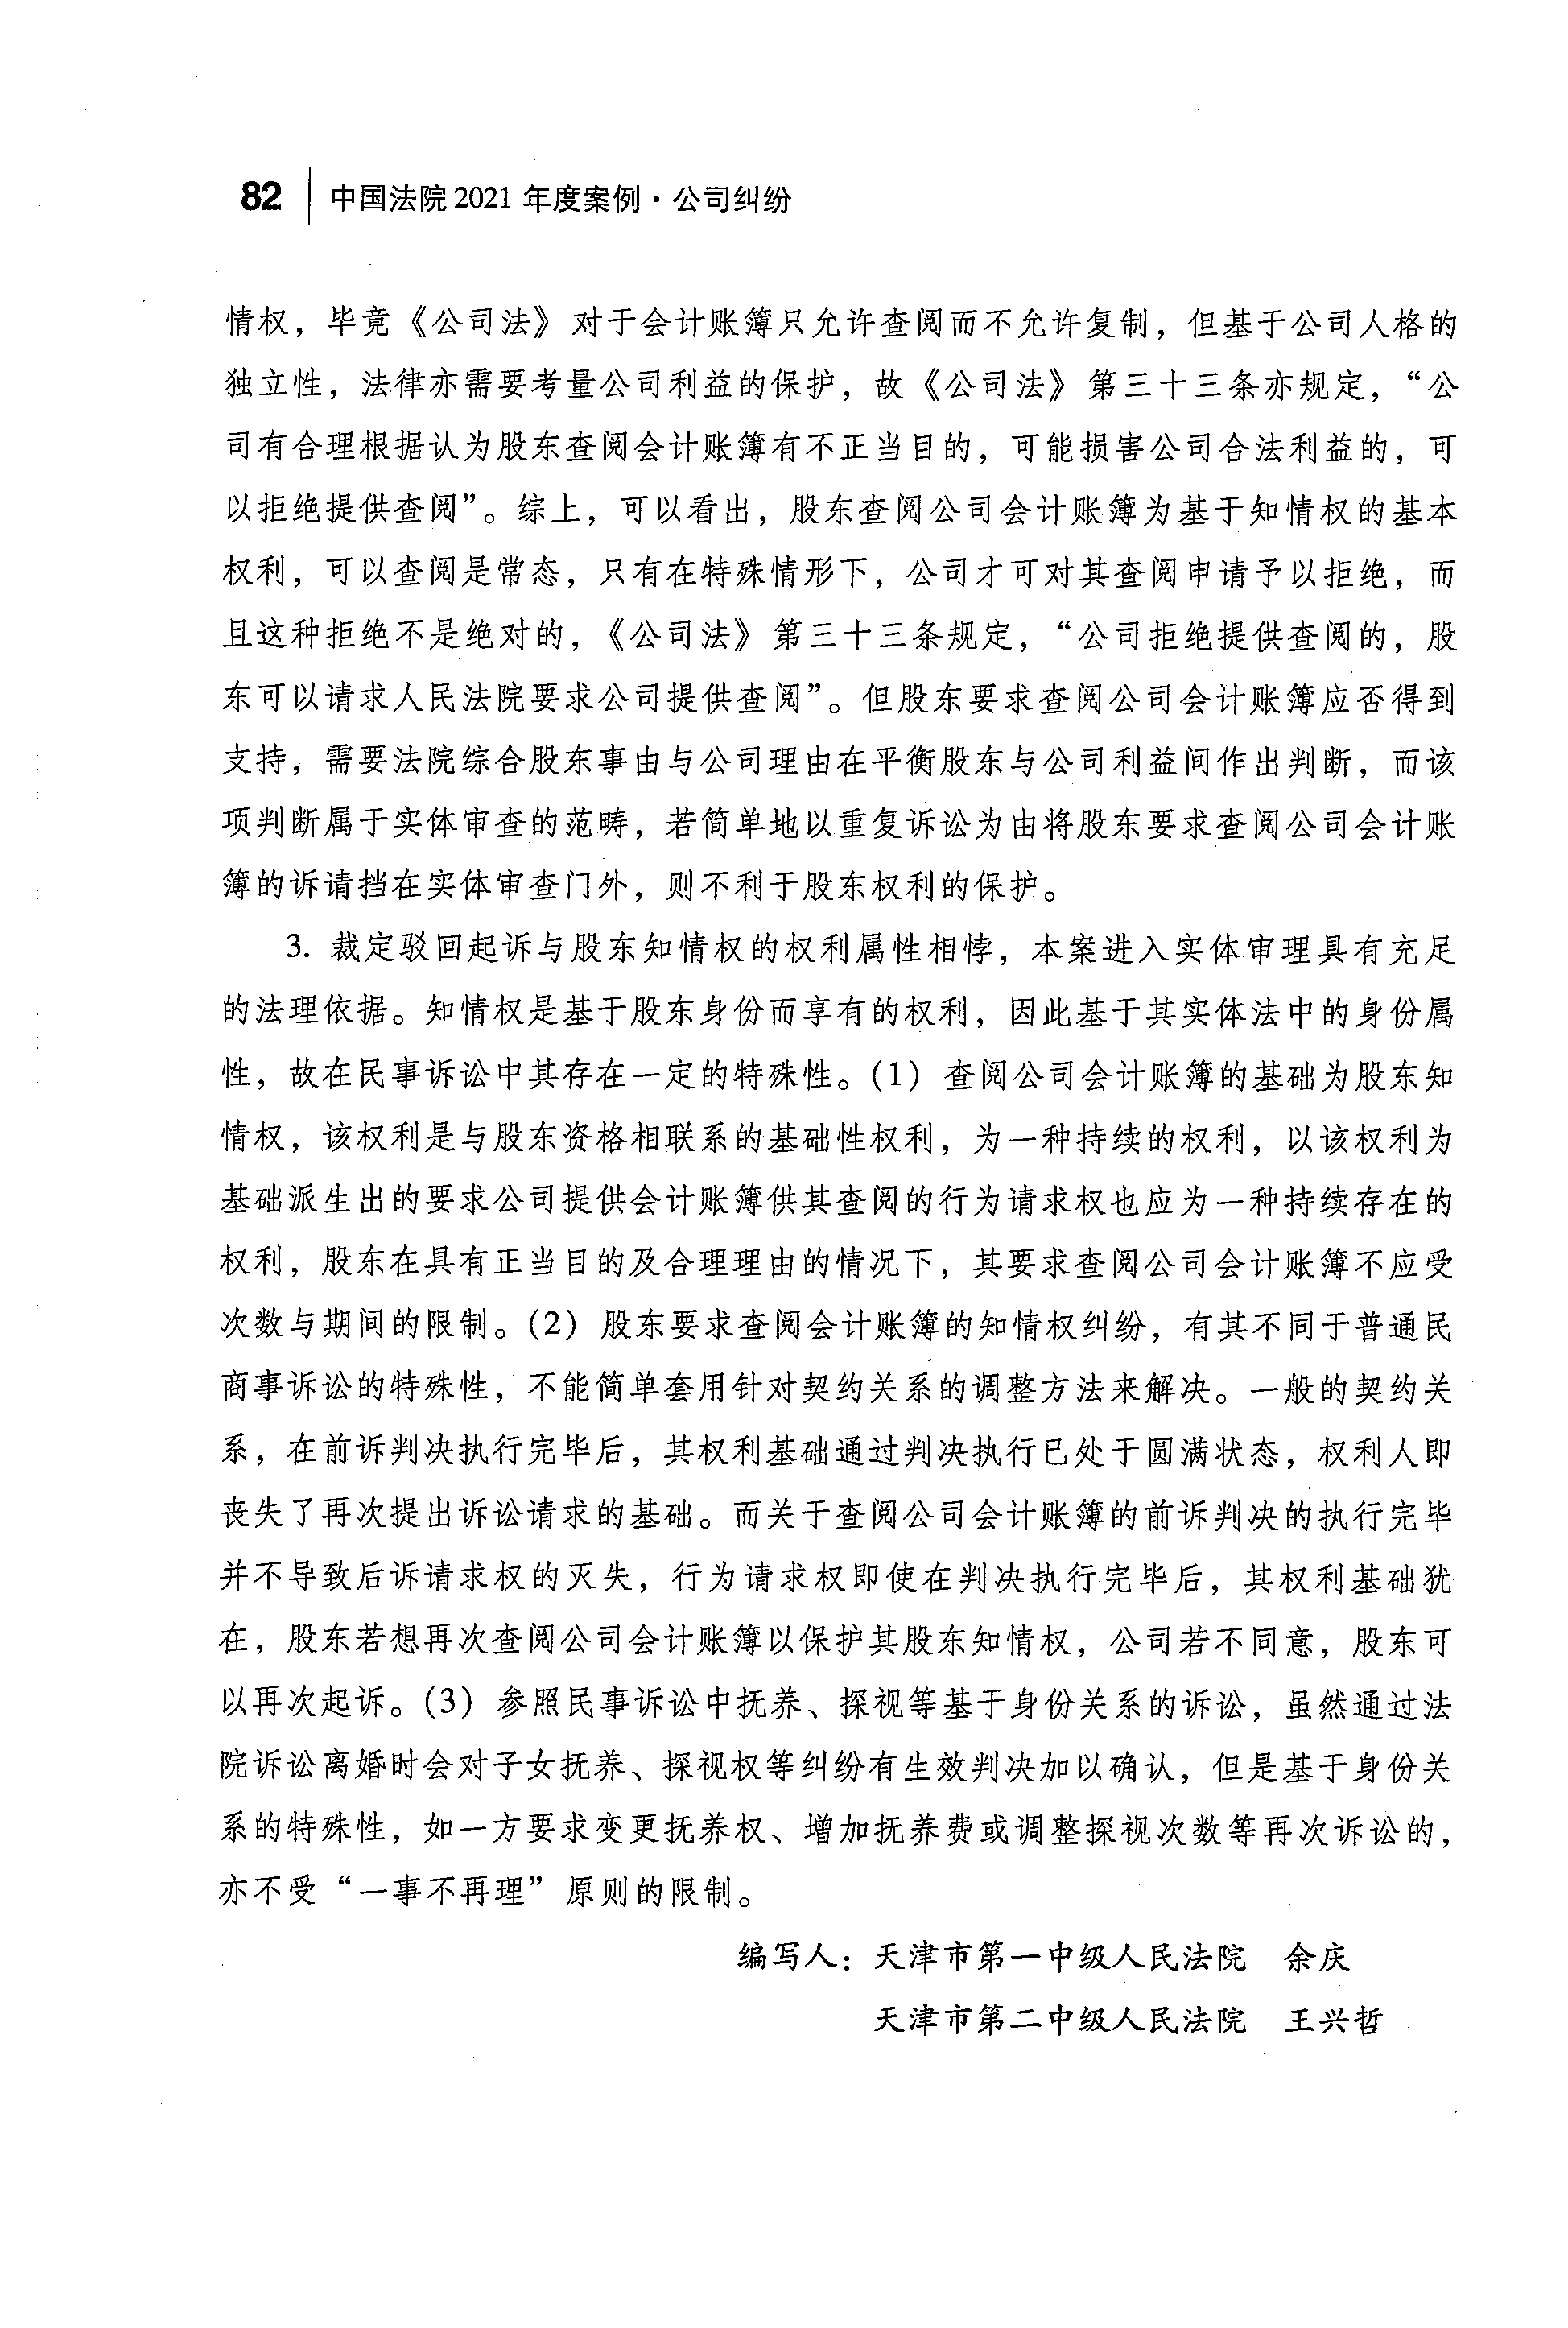 82 中国法院 2021 年度案例·公司纠纷
情权，毕竟《公司法》对于会计账簿只允许查阅而不允许复制，但基于公司人格的
独立性，法律亦需要考量公司利益的保护，故《公司法》第三十三条亦规定，“公
司有合理根据认为股东查阅会计账簿有不正当目的，可能损害公司合法利益的，可
以拒绝提供查阅”。综上，可以看出，股东查阅公司会计账簿为基于知情权的基本
权利，可以查阅是常态，只有在特殊情形下，公司才可对其查阅申请予以拒绝，而
且这种拒绝不是绝对的，《公司法》第三十三条规定，“公司拒绝提供查阅的，股
东可以请求人民法院要求公司提供查阅”。但股东要求查阅公司会计账簿应否得到
支持，需要法院综合股东事由与公司理由在平衡股东与公司利益间作出判断，而该
项判断属于实体审查的范畴，若简单地以重复诉讼为由将股东要求查阅公司会计账
簿的诉请挡在实体审查门外，则不利于股东权利的保护。
3. 裁定驳回起诉与股东知情权的权利属性相悖，本案进入实体审理具有充足
的法理依据。知情权是基于股东身份而享有的权利，因此基于其实体法中的身份属
性，故在民事诉讼中其存在一定的特殊性。(1) 查阅公司会计账簿的基础为股东知
情权，该权利是与股东资格相联系的基础性权利，为一种持续的权利，以该权利为
基础派生出的要求公司提供会计账簿供其查阅的行为请求权也应为一种持续存在的
权利，股东在具有正当目的及合理理由的情况下，其要求查阅公司会计账簿不应受
次数与期间的限制。(2) 股东要求查阅会计账簿的知情权纠纷，有其不同于普通民
商事诉讼的特殊性，不能简单套用针对契约关系的调整方法来解决。一般的契约关
系，在前诉判决执行完毕后，其权利基础通过判决执行已处于圆满状态，权利人即
丧失了再次提出诉讼请求的基础。而关于查阅公司会计账簿的前诉判决的执行完毕
并不导致后诉请求权的灭失，行为请求权即使在判决执行完毕后，其权利基础犹
在，股东若想再次查阅公司会计账簿以保护其股东知情权，公司若不同意，股东可
以再次起诉。(3) 参照民事诉讼中抚养、探视等基于身份关系的诉讼，虽然通过法
院诉讼离婚时会对子女抚养、探视权等纠纷有生效判决加以确认，但是基于身份关
系的特殊性，如一方要求变更抚养权、增加抚养费或调整探视次数等再次诉讼的，
亦不受“一事不再理”原则的限制。
编写人：天津市第一中级人民法院 余庆
天津市第二中级人民法院 王兴哲